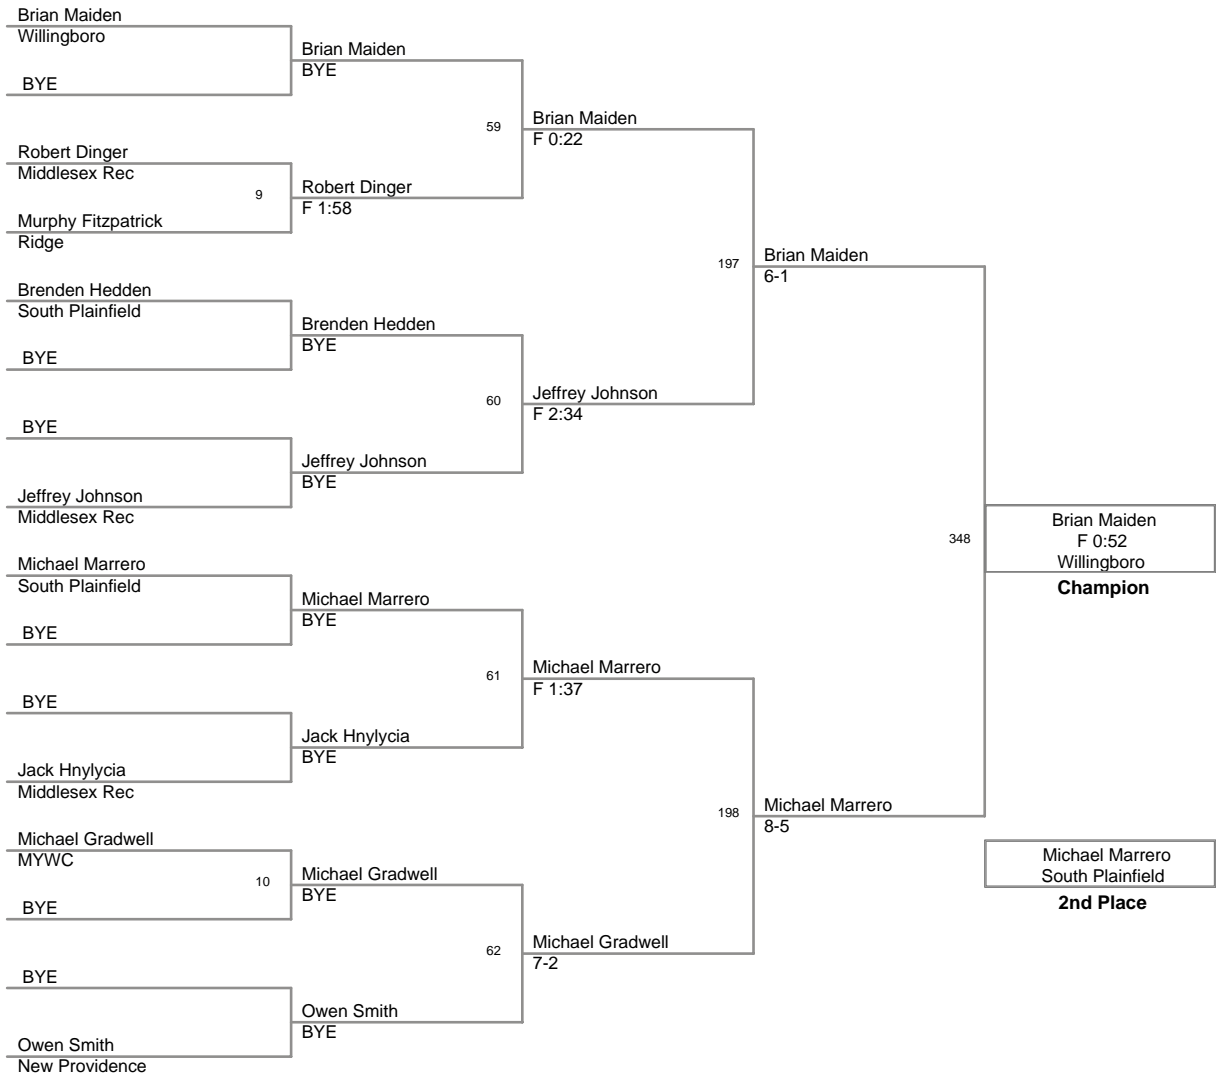 Brian Maiden
Willingboro
BYE
Robert Dinger
Middlesex Rec
9
Murphy Fitzpatrick
Ridge
Brenden Hedden
South Plainfield
BYE
BYE
Jeffrey Johnson
Middlesex Rec
Michael Marrero
South Plainfield
BYE
BYE
Jack Hnylycia
Middlesex Rec
Michael Gradwell
MYWC
10
BYE
BYE
Owen Smith
New Providence
Brian Maiden
BYE
59
Robert Dinger
F 1:58
Brenden Hedden
BYE
60
Jeffrey Johnson
BYE
Michael Marrero
BYE
61
Jack Hnylycia
BYE
Michael Gradwell
BYE
62
Owen Smith
BYE
Brian Maiden
F 0:22
197
Jeffrey Johnson
F 2:34
Michael Marrero
F 1:37
198
Michael Gradwell
7-2
Brian Maiden
6-1
348
Michael Marrero
8-5
Brian Maiden
F 0:52
Willingboro
Champion
Michael Marrero
South Plainfield
2nd Place